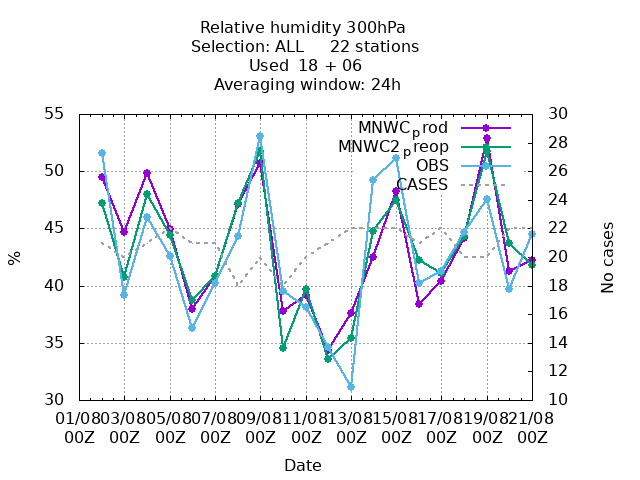 Relative humidity 300hPa
Selection: ALL 22 stations
Used 18 + 06
Averaging window: 24h
55
50
45
40
35
30
%
30
28
26
24
22
20
18
16
14
12
10
No cases
MNWCprod
MNWC2preop
OBS
CASES
01/08 03/08 05/08 07/08 09/08 11/08 13/08 15/08 17/08 19/08 21/08
00Z 00Z 00Z 00Z 00Z 00Z 00Z 00Z 00Z 00Z 00Z
Date